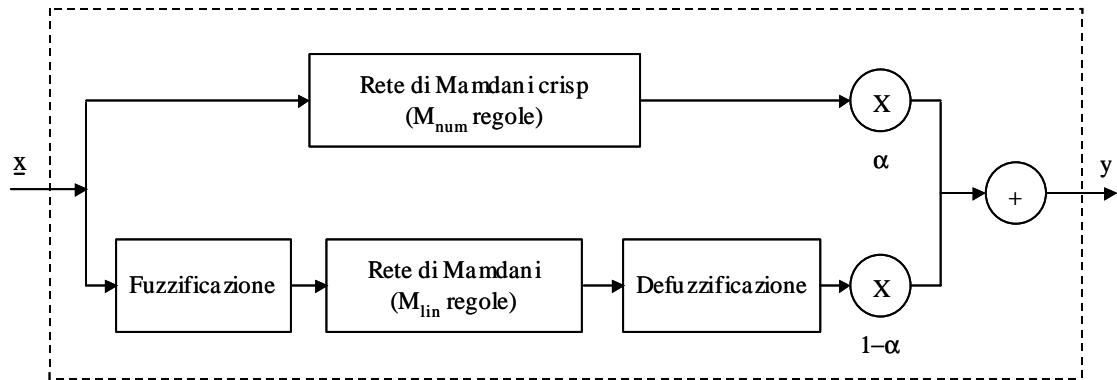 Rete di Mamdani crisp
(M_num regole)
X
α
x
y
+
Fuzzificazione
Rete di Mamdani
(M_lin regole)
Defuzzificazione
X
1–α